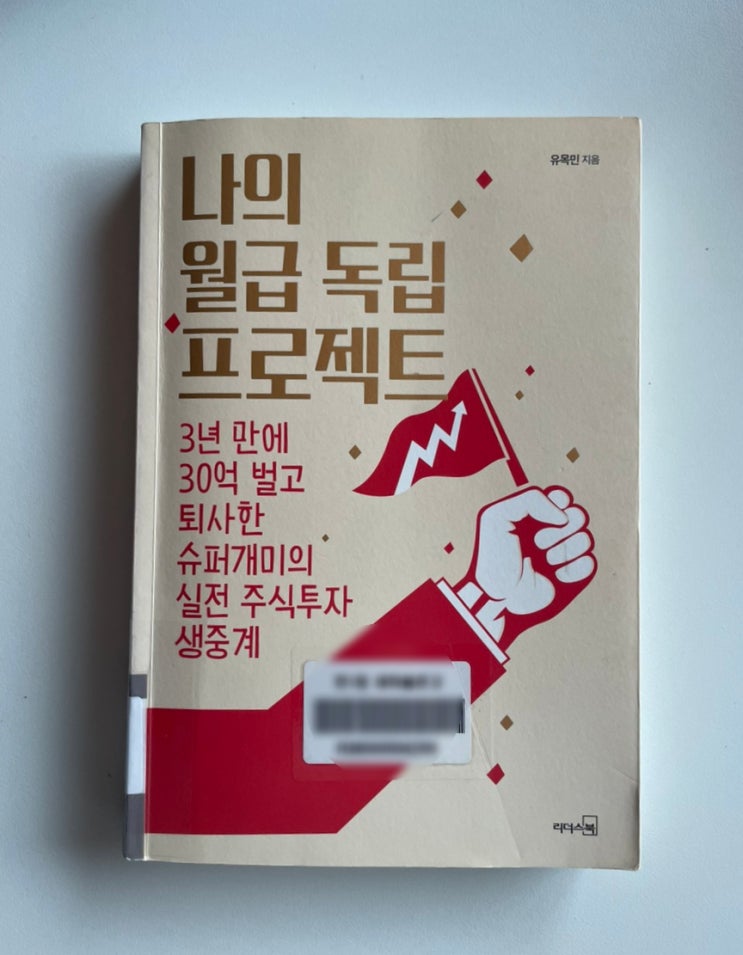 유목민 지음
나의
월급 독립
프로젝트
3년 만에
30억 벌고
퇴사한
슈퍼개미의
실전 주식투자
생중계
리더스북